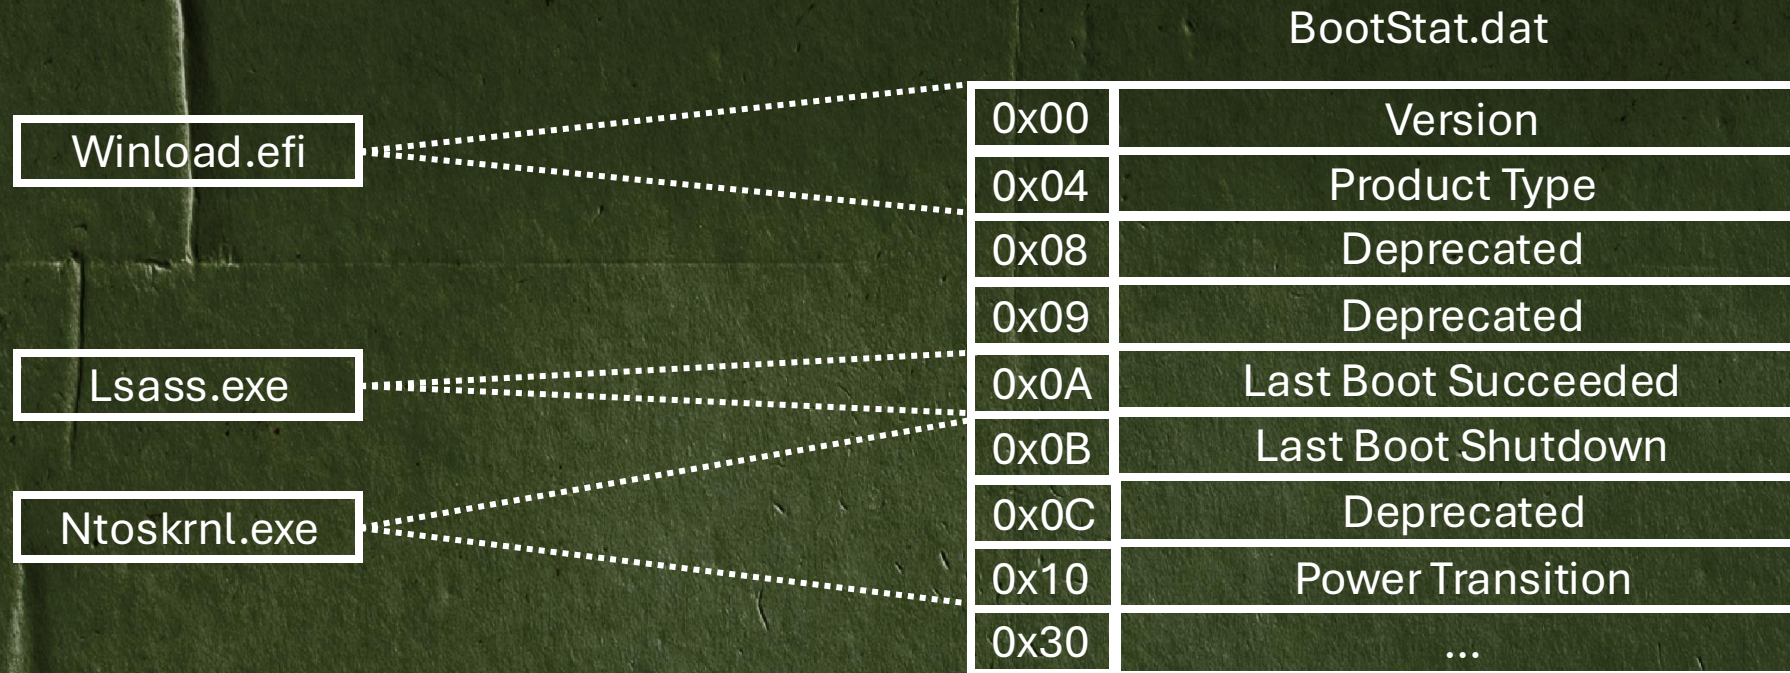 BootStat.dat
Winload.efi
Lsass.exe
Ntoskrnl.exe
0x00 Version
0x04 Product Type
0x08 Deprecated
0x09 Deprecated
0x0A Last Boot Succeeded
0x0B Last Boot Shutdown
0x0C Deprecated
0x10 Power Transition
0x30 ...